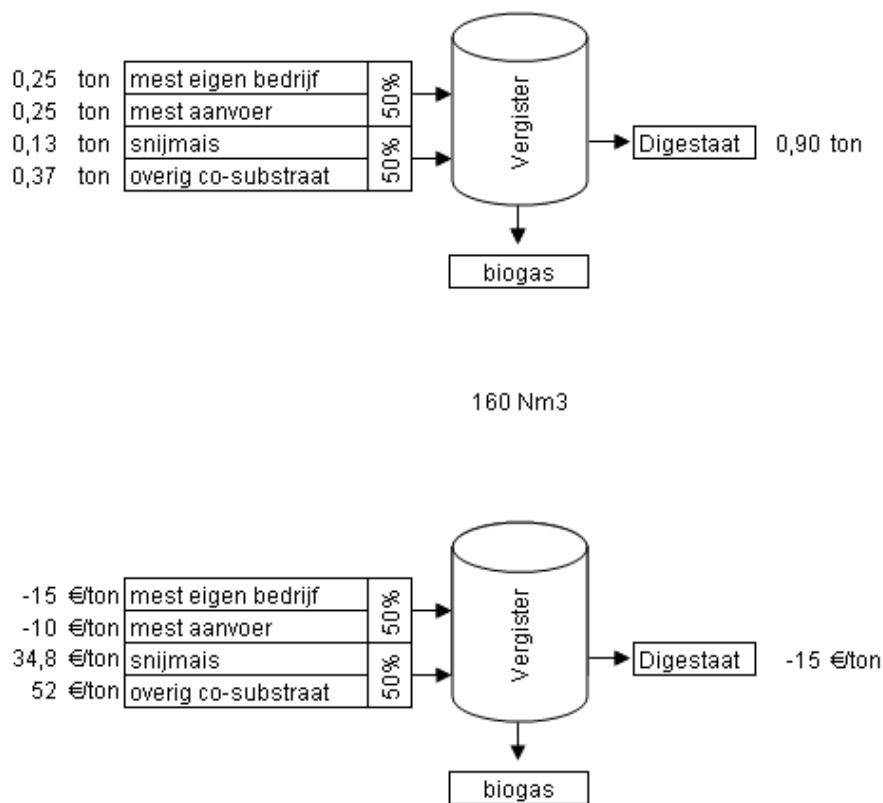 0,25 ton mest eigen bedrijf 50%
0,25 ton mest aanvoer
0,13 ton snijmais 50%
0,37 ton overig co-substraat
Vergister
Digestaat 0,90 ton
biogas
160 Nm3
-15 €/ton mest eigen bedrijf 50%
-10 €/ton mest aanvoer
34,8 €/ton snijmais 50%
52 €/ton overig co-substraat
Vergister
Digestaat -15 €/ton
biogas